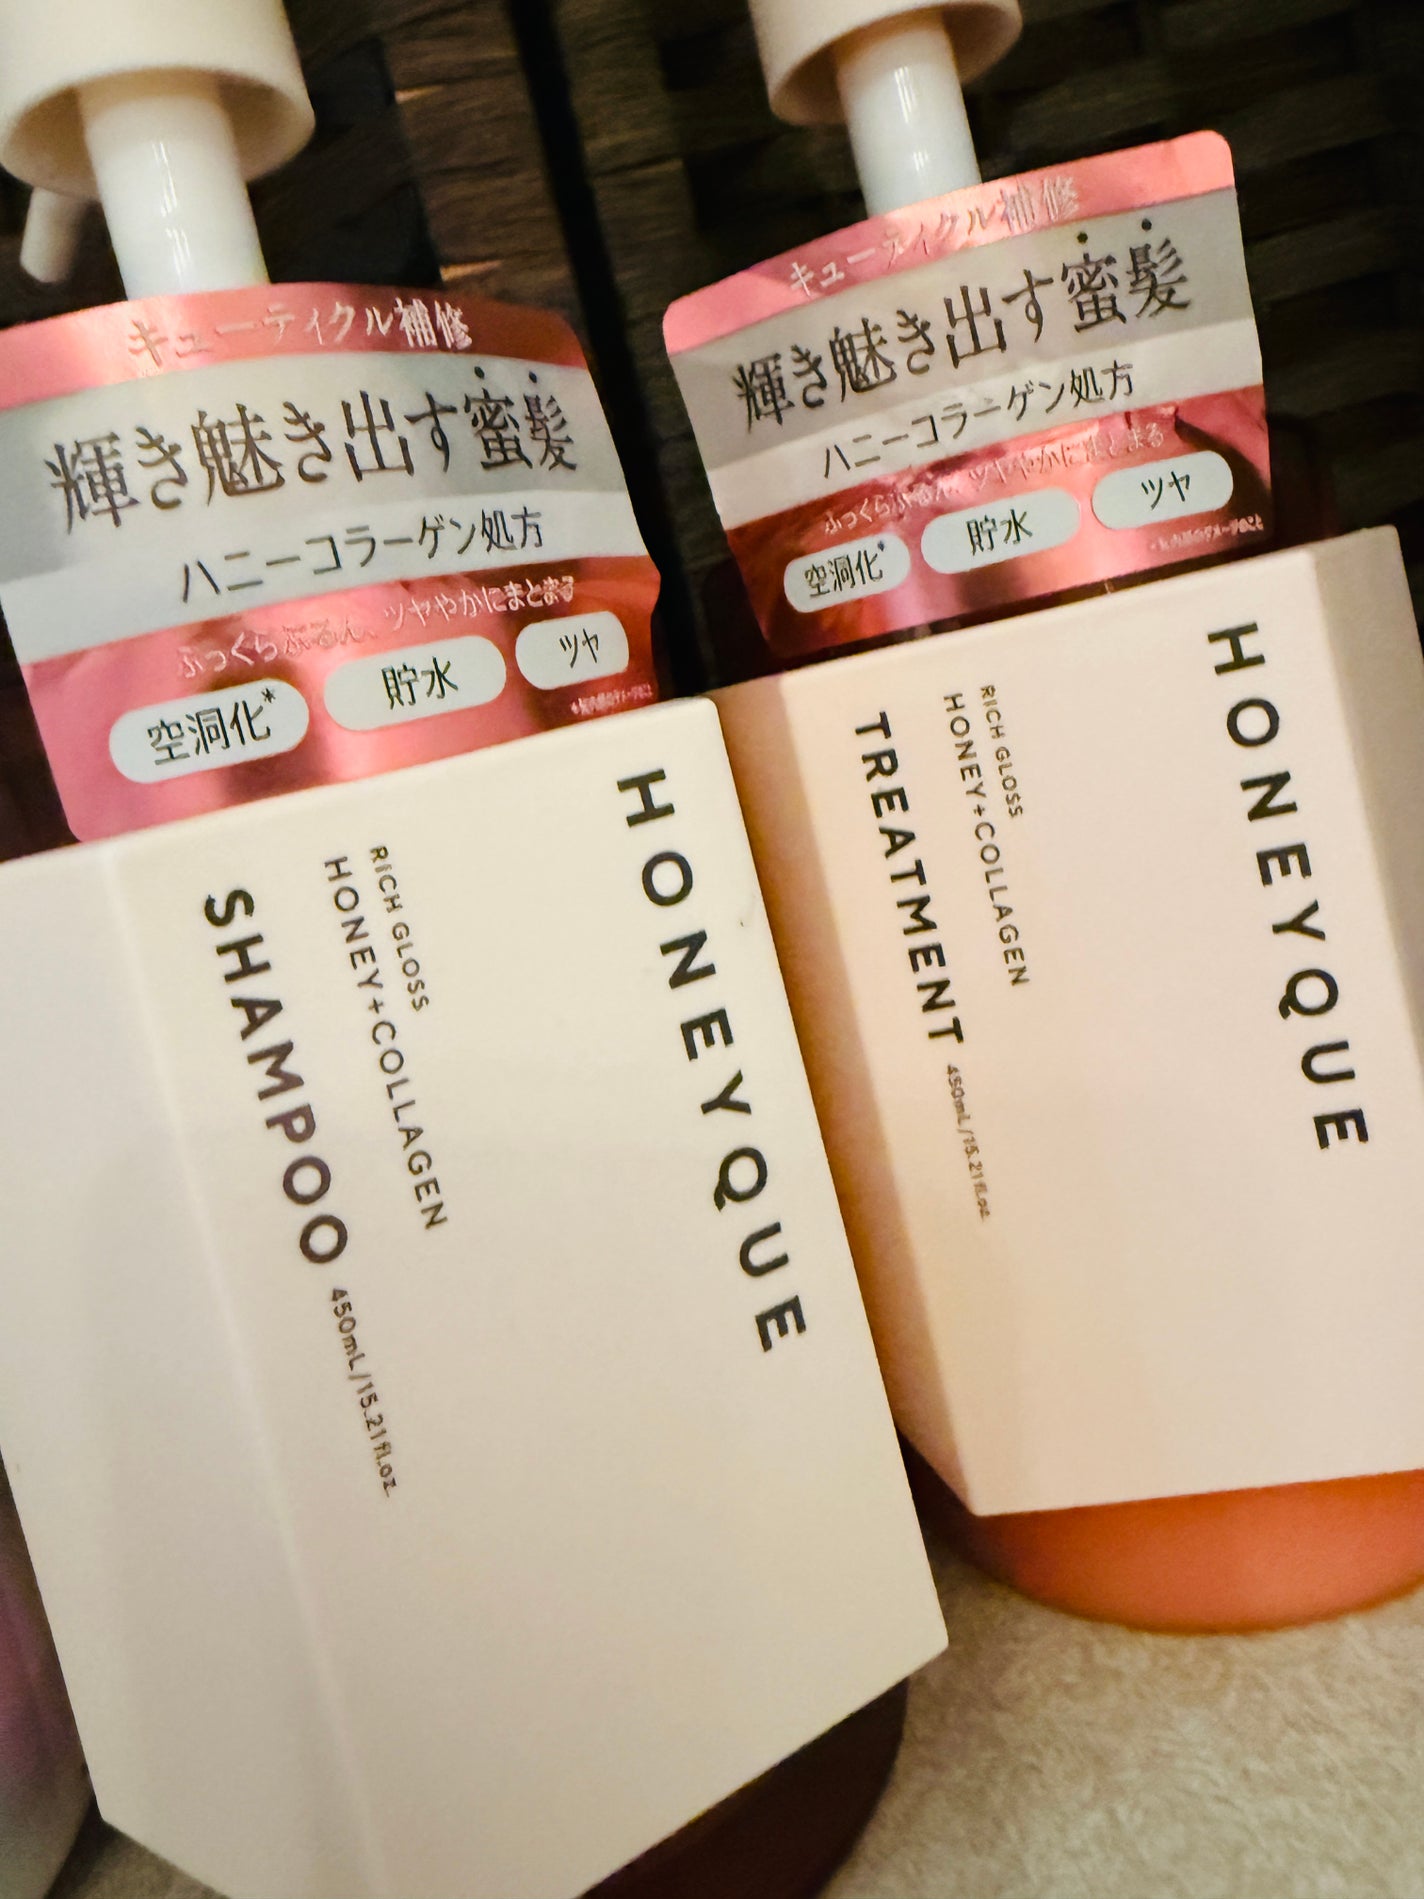 キューティクル補修
輝き魅き出す蜜髪
ハニーコラーゲン処方
ふっくらぷるん、ツヤやかにまとまる
空洞化* 貯水 ツヤ
HONEYQUE
RICH GLOSS
HONEY+COLLAGEN
SHAMPOO 450mL/15.21fl.oz.
キューティクル補修
輝き魅き出す蜜髪
ハニーコラーゲン処方
ふっくらぷるん、ツヤやかにまとまる
空洞化* 貯水 ツヤ
HONEYQUE
RICH GLOSS
HONEY+COLLAGEN
TREATMENT 450mL/15.21fl.oz.